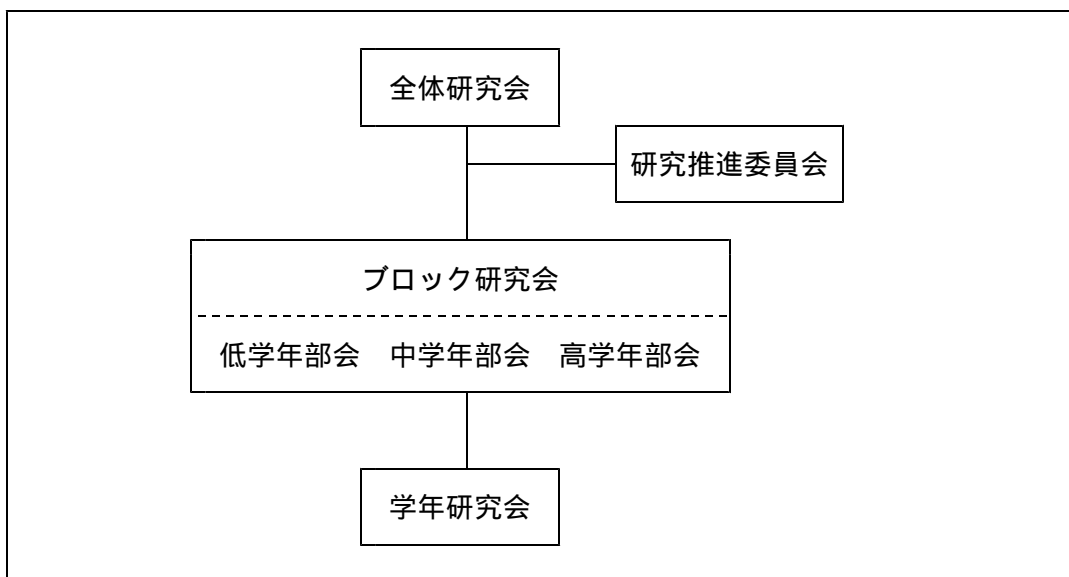 全体研究会
研究推進委員会
ブロック研究会
低学年部会　中学年部会　高学年部会
学年研究会